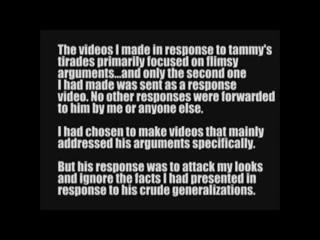 The videos I made in response to tammy's
tirades primarily focused on flimsy
arguments...and only the second one
I had made was sent as a response
video. No other responses were forwarded
to him by me or anyone else.
I had chosen to make videos that mainly
addressed his arguments specifically.
But his response was to attack my looks
and ignore the facts I had presented in
response to his crude generalizations.